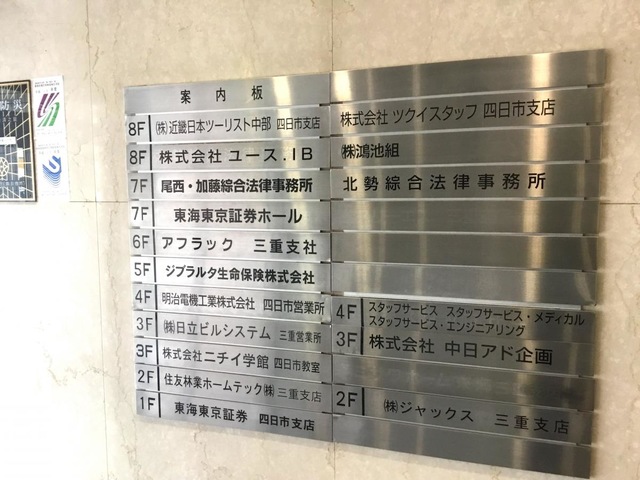 案内板
8F ㈱近畿日本ツーリスト中部 四日市支店
8F 株式会社 ユース.IB
7F 尾西・加藤綜合法律事務所
7F 東海東京証券ホール
6F アフラック 三重支社
5F ジブラルタ生命保険株式会社
4F 明治電機工業株式会社 四日市営業所
3F ㈱日立ビルシステム 三重営業所
3F 株式会社ニチイ学館 四日市教室
2F 住友林業ホームテック㈱ 三重支店
1F 東海東京証券 四日市支店
株式会社 ツクイスタッフ 四日市支店
㈱鴻池組
北勢綜合法律事務所
4F スタッフサービス スタッフサービス・メディカル
スタッフサービス・エンジニアリング
3F 株式会社 中日アド企画
2F ㈱ジャックス 三重支店
防災